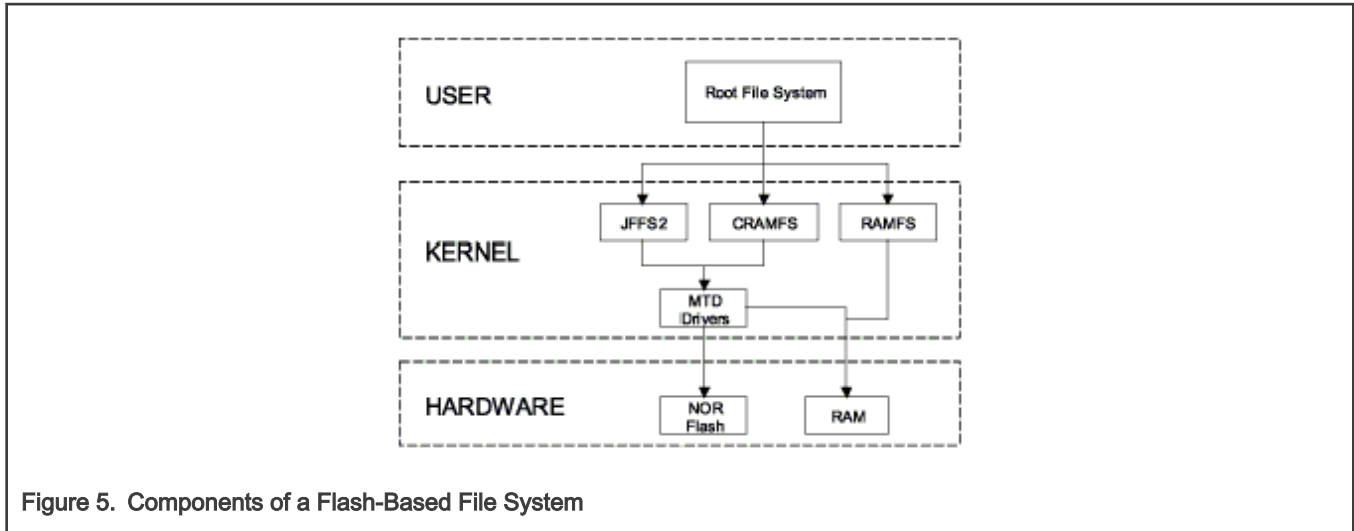 USER
Root File System
KERNEL
JFFS2
CRAMFS
RAMFS
MTD
Drivers
HARDWARE
NOR
Flash
RAM
Figure 5. Components of a Flash-Based File System